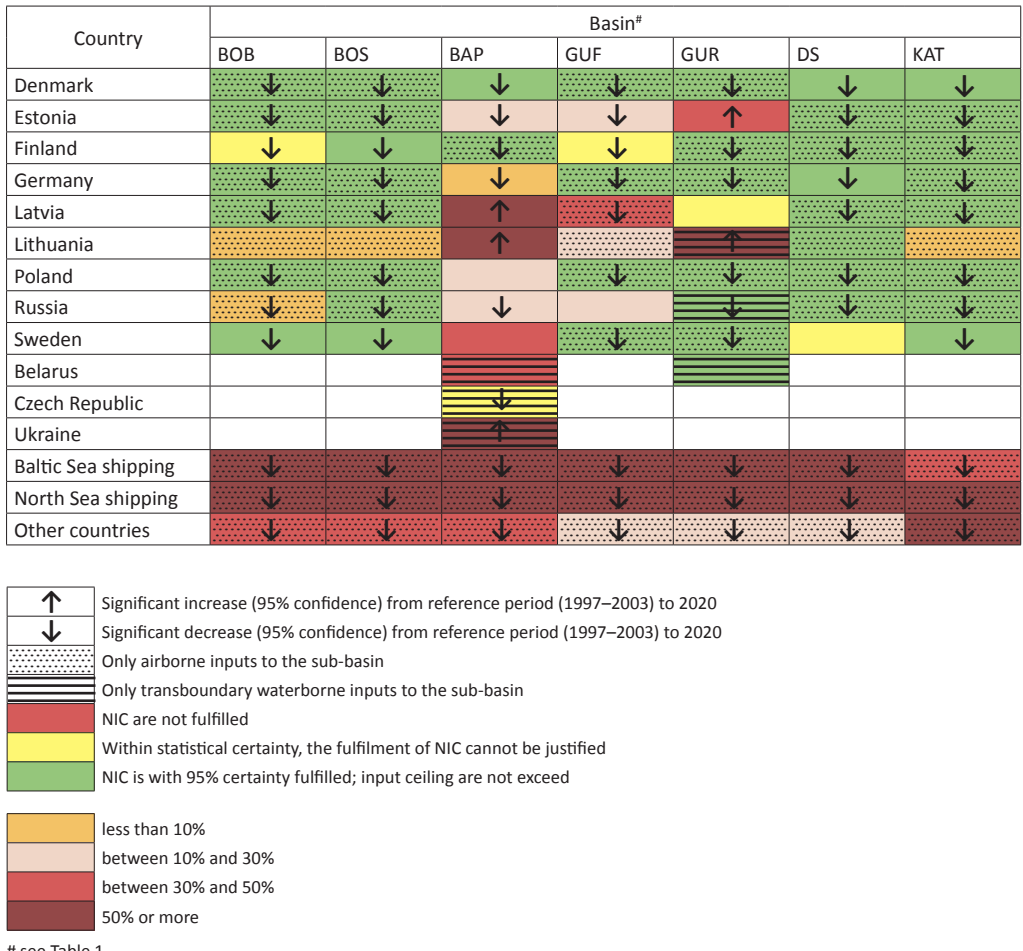 Country
Basin#
BOB BOS BAP GUF GUR DS KAT
Denmark
Estonia
Finland
Germany
Latvia
Lithuania
Poland
Russia
Sweden
Belarus
Czech Republic
Ukraine
Baltic Sea shipping
North Sea shipping
Other countries
Significant increase (95% confidence) from reference period (1997–2003) to 2020
Significant decrease (95% confidence) from reference period (1997–2003) to 2020
Only airborne inputs to the sub-basin
Only transboundary waterborne inputs to the sub-basin
NIC are not fulfilled
Within statistical certainty, the fulfilment of NIC cannot be justified
NIC is with 95% certainty fulfilled; input ceiling are not exceed
less than 10%
between 10% and 30%
between 30% and 50%
50% or more
# see Table 1